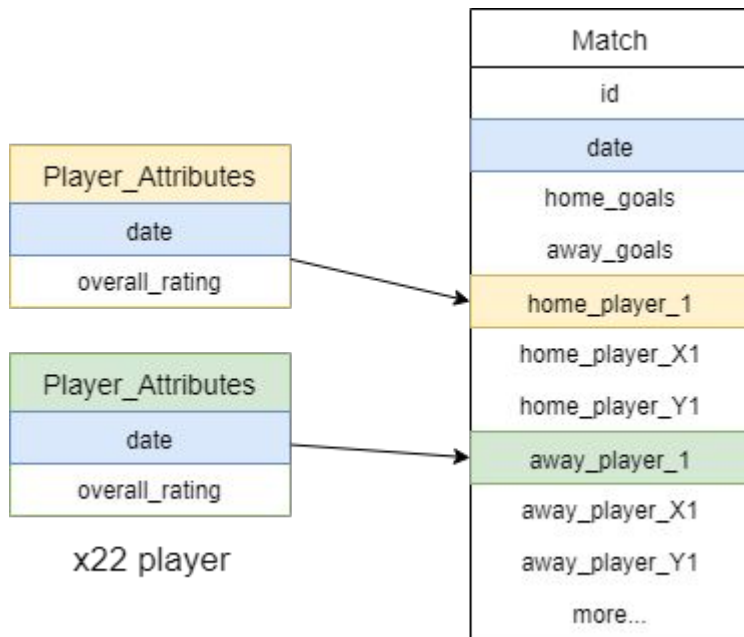 Player_Attributes
date
overall_rating
Player_Attributes
date
overall_rating
x22 player
Match
id
date
home_goals
away_goals
home_player_1
home_player_X1
home_player_Y1
away_player_1
away_player_X1
away_player_Y1
more...